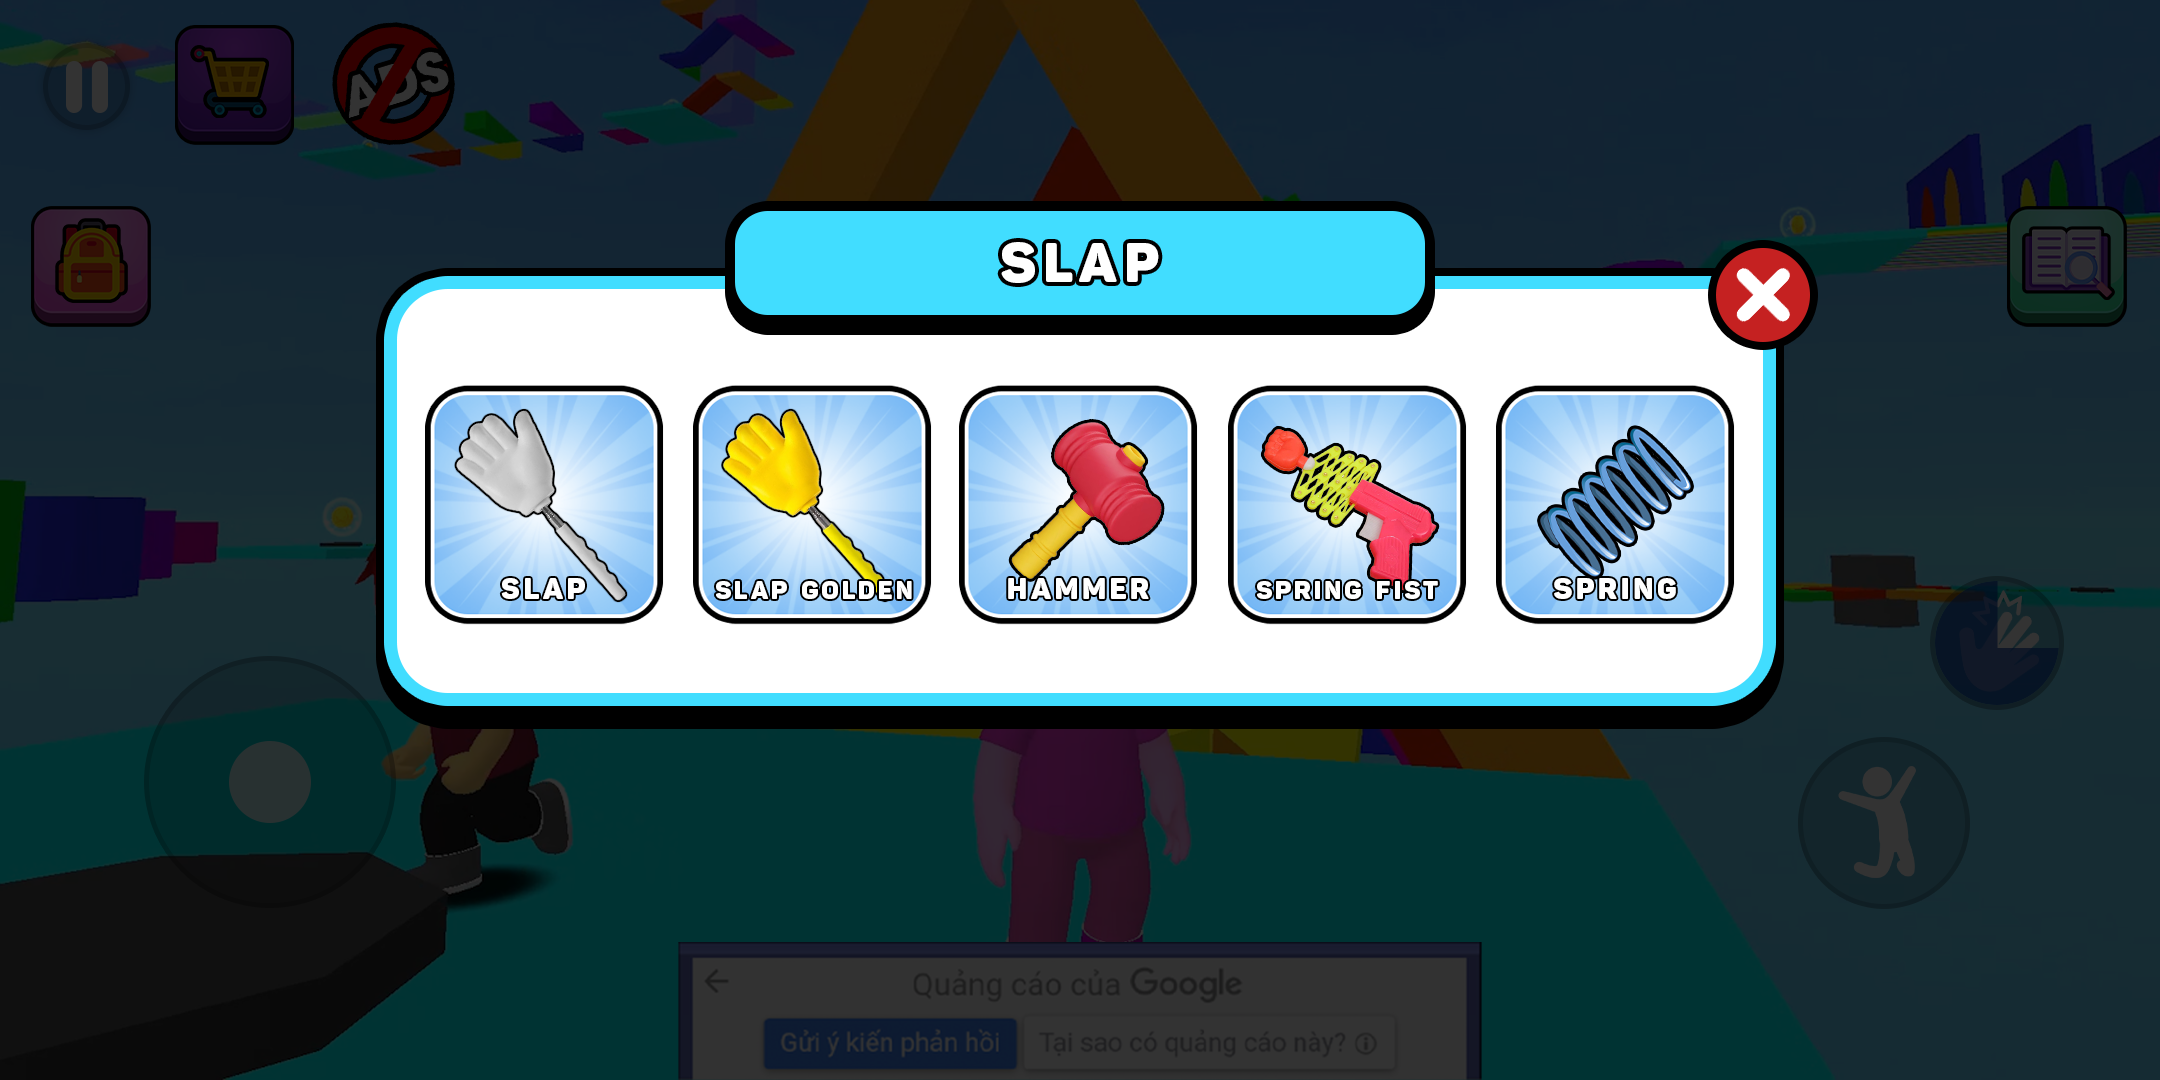 ADS
SLAP
SLAP
SLAP GOLDEN
HAMMER
SPRING FIST
SPRING
Quảng cáo của Google
Gửi ý kiến phản hồi
Tại sao có quảng cáo này?